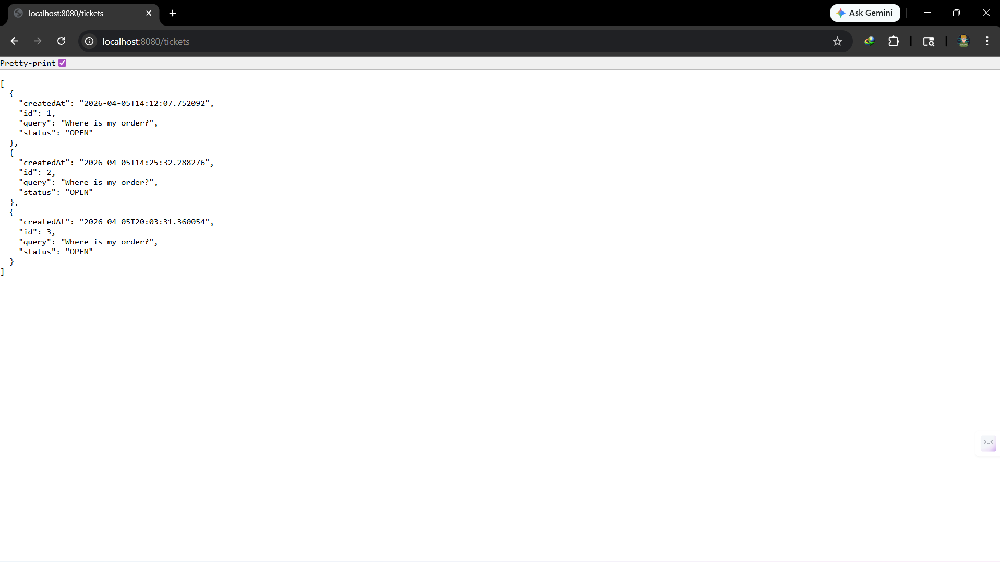 localhost:8080/tickets
Ask Gemini
localhost:8080/tickets
Pretty-print
[
  {
    "createdAt": "2026-04-05T14:12:07.752092",
    "id": 1,
    "query": "Where is my order?",
    "status": "OPEN"
  },
  {
    "createdAt": "2026-04-05T14:25:32.288276",
    "id": 2,
    "query": "Where is my order?",
    "status": "OPEN"
  },
  {
    "createdAt": "2026-04-05T20:03:31.360054",
    "id": 3,
    "query": "Where is my order?",
    "status": "OPEN"
  }
]